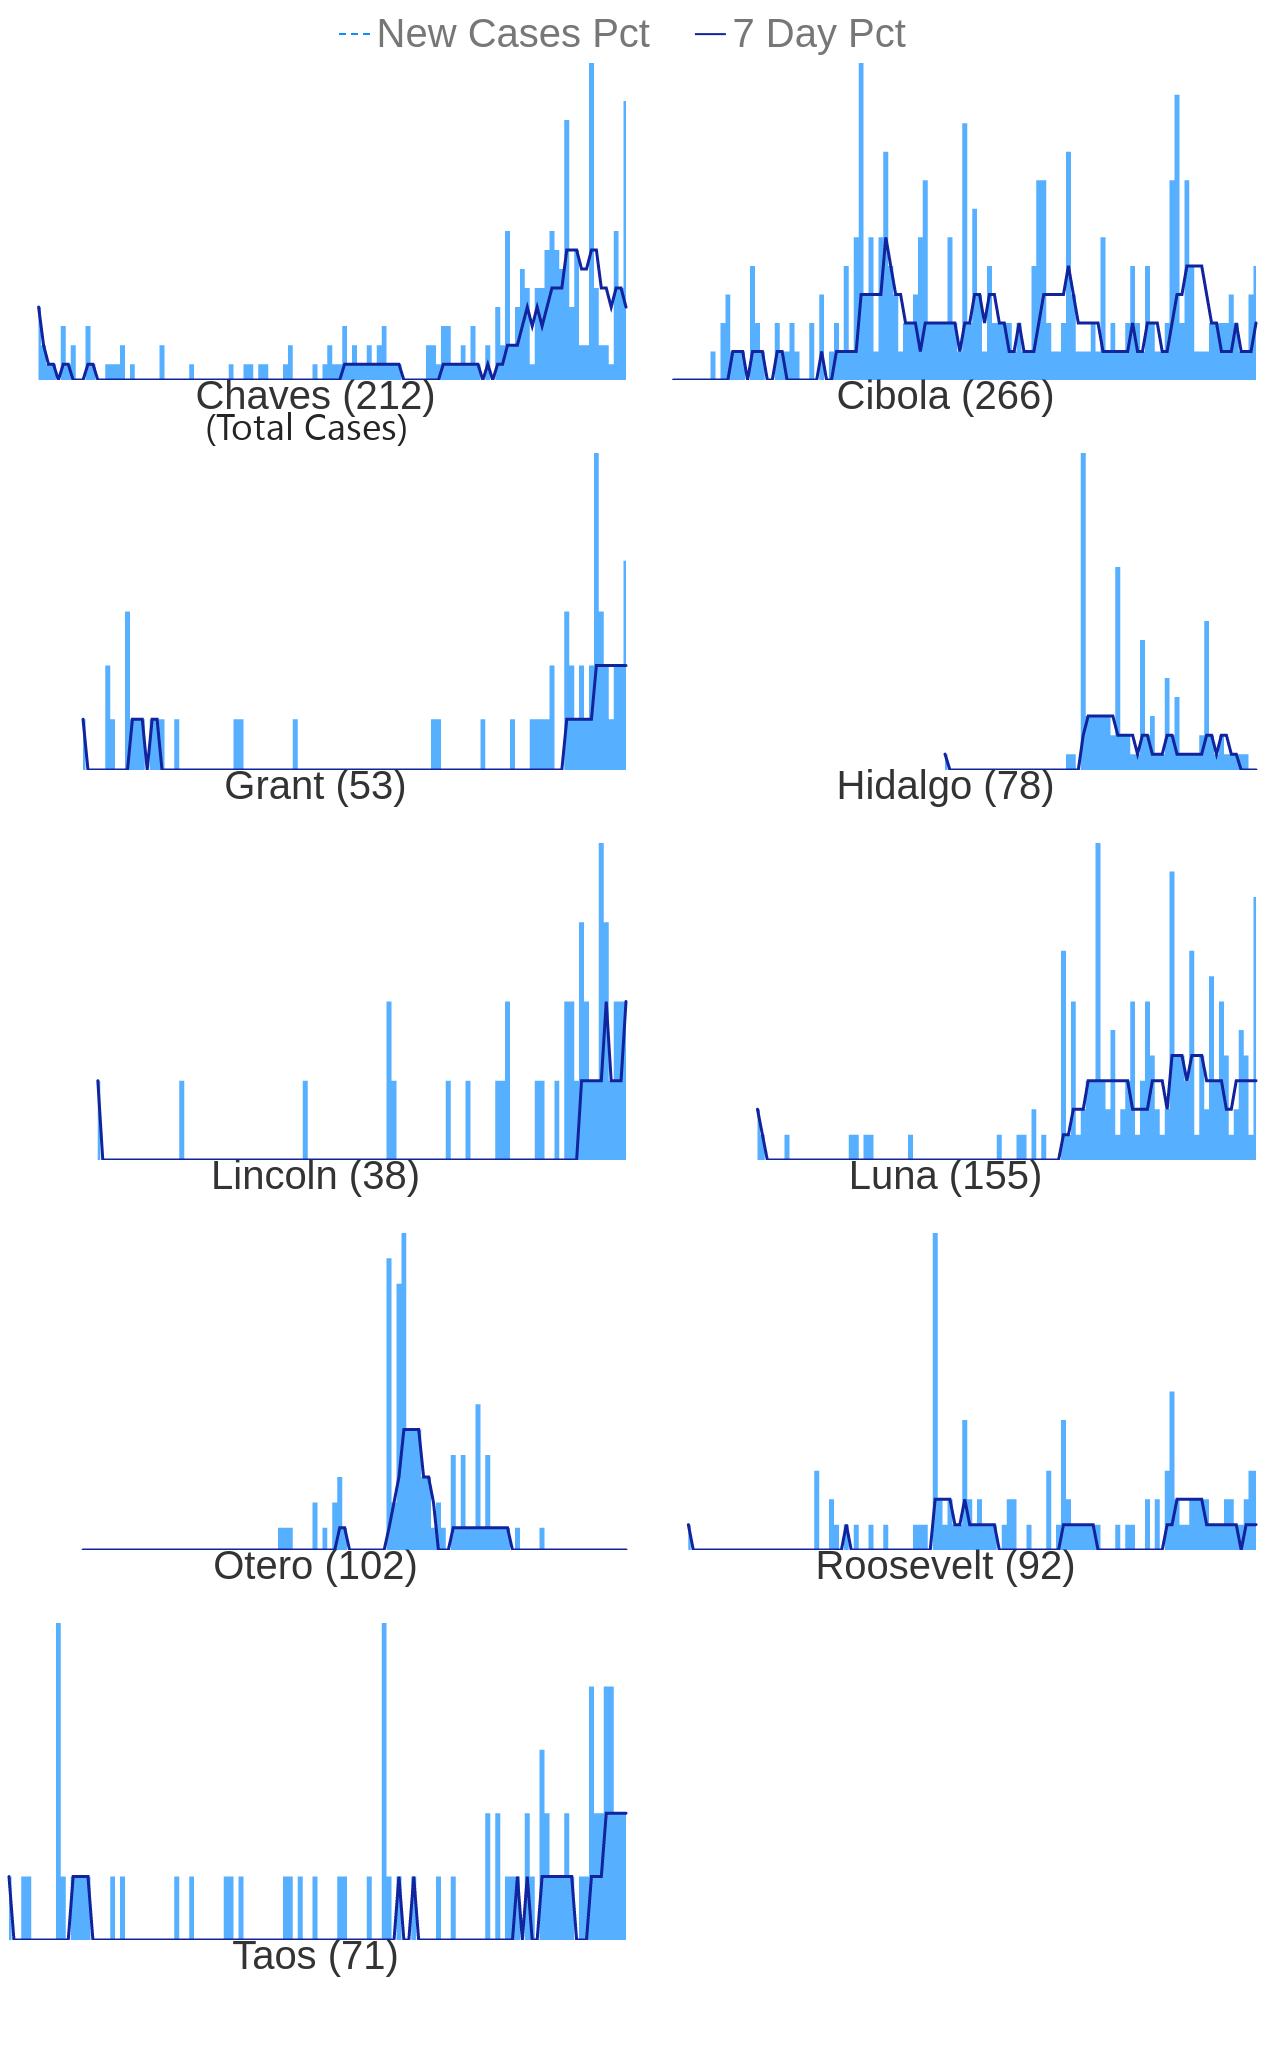 New Cases Pct 7 Day Pct
Chaves (212) Cibola (266)
(Total Cases)
Grant (53) Hidalgo (78)
Lincoln (38) Luna (155)
Otero (102) Roosevelt (92)
Taos (71)